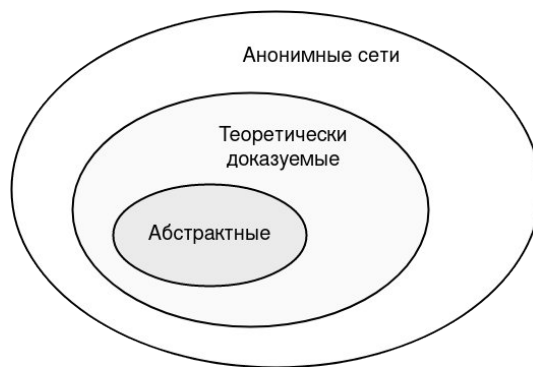 Анонимные сети
Теоретически
доказуемые
Абстрактные